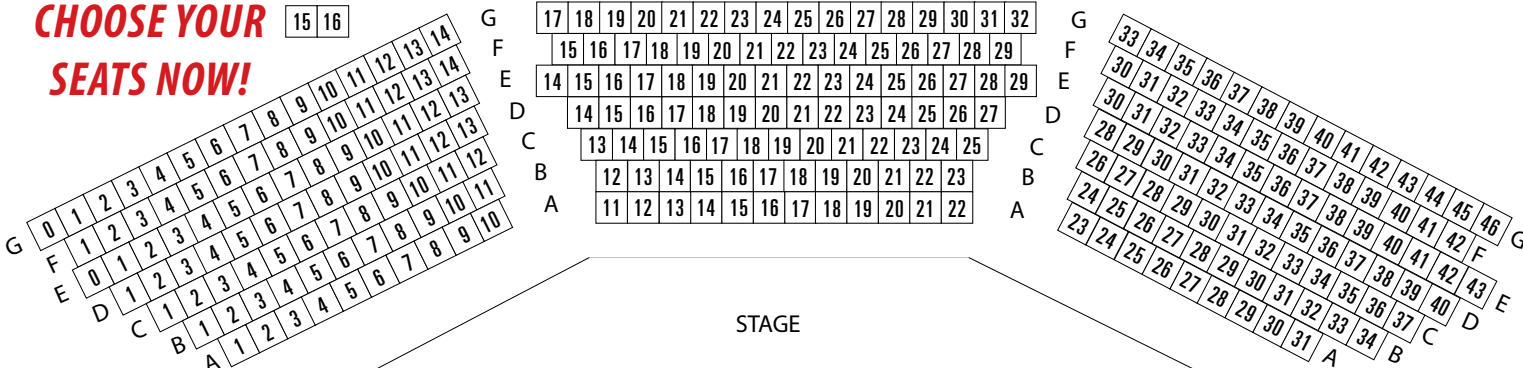 CHOOSE YOUR
SEATS NOW!
15 16
G 0 1 2 3 4 5 6 7 8 9 10 11 12 13 14
F 1 2 3 4 5 6 7 8 9 10 11 12 13 14
E 0 1 2 3 4 5 6 7 8 9 10 11 12 13
D 1 2 3 4 5 6 7 8 9 10 11 12 13
C 1 2 3 4 5 6 7 8 9 10 11 12
B 1 2 3 4 5 6 7 8 9 10 11
A 1 2 3 4 5 6 7 8 9 10
G 17 18 19 20 21 22 23 24 25 26 27 28 29 30 31 32 G
F 15 16 17 18 19 20 21 22 23 24 25 26 27 28 29 F
E 14 15 16 17 18 19 20 21 22 23 24 25 26 27 28 29 E
D 14 15 16 17 18 19 20 21 22 23 24 25 26 27 D
C 13 14 15 16 17 18 19 20 21 22 23 24 25 C
B 12 13 14 15 16 17 18 19 20 21 22 23 B
A 11 12 13 14 15 16 17 18 19 20 21 22 A
33 34 35 36 37 38 39 40 41 42 43 44 45 46 G
30 31 32 33 34 35 36 37 38 39 40 41 42 F
30 31 32 33 34 35 36 37 38 39 40 41 42 43 E
28 29 30 31 32 33 34 35 36 37 38 39 40 D
26 27 28 29 30 31 32 33 34 35 36 37 C
24 25 26 27 28 29 30 31 32 33 34 B
23 24 25 26 27 28 29 30 31 A
STAGE